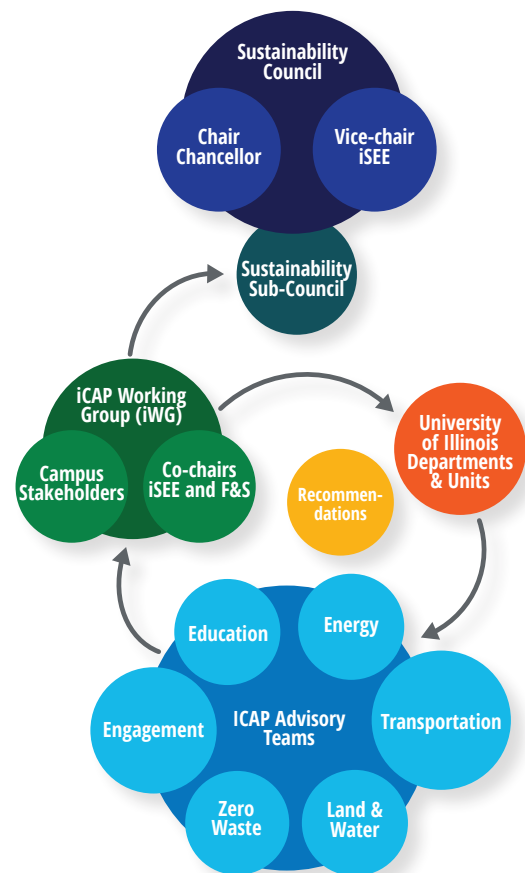 Sustainability
Council
Chair
Chancellor
Vice-chair
iSEE
Sustainability
Sub-Council
iCAP Working
Group (iWG)
Campus
Stakeholders
Co-chairs
iSEE and F&S
University
of Illinois
Departments
& Units
Recommen-
dations
Education
Energy
Engagement
ICAP Advisory
Teams
Transportation
Zero
Waste
Land &
Water